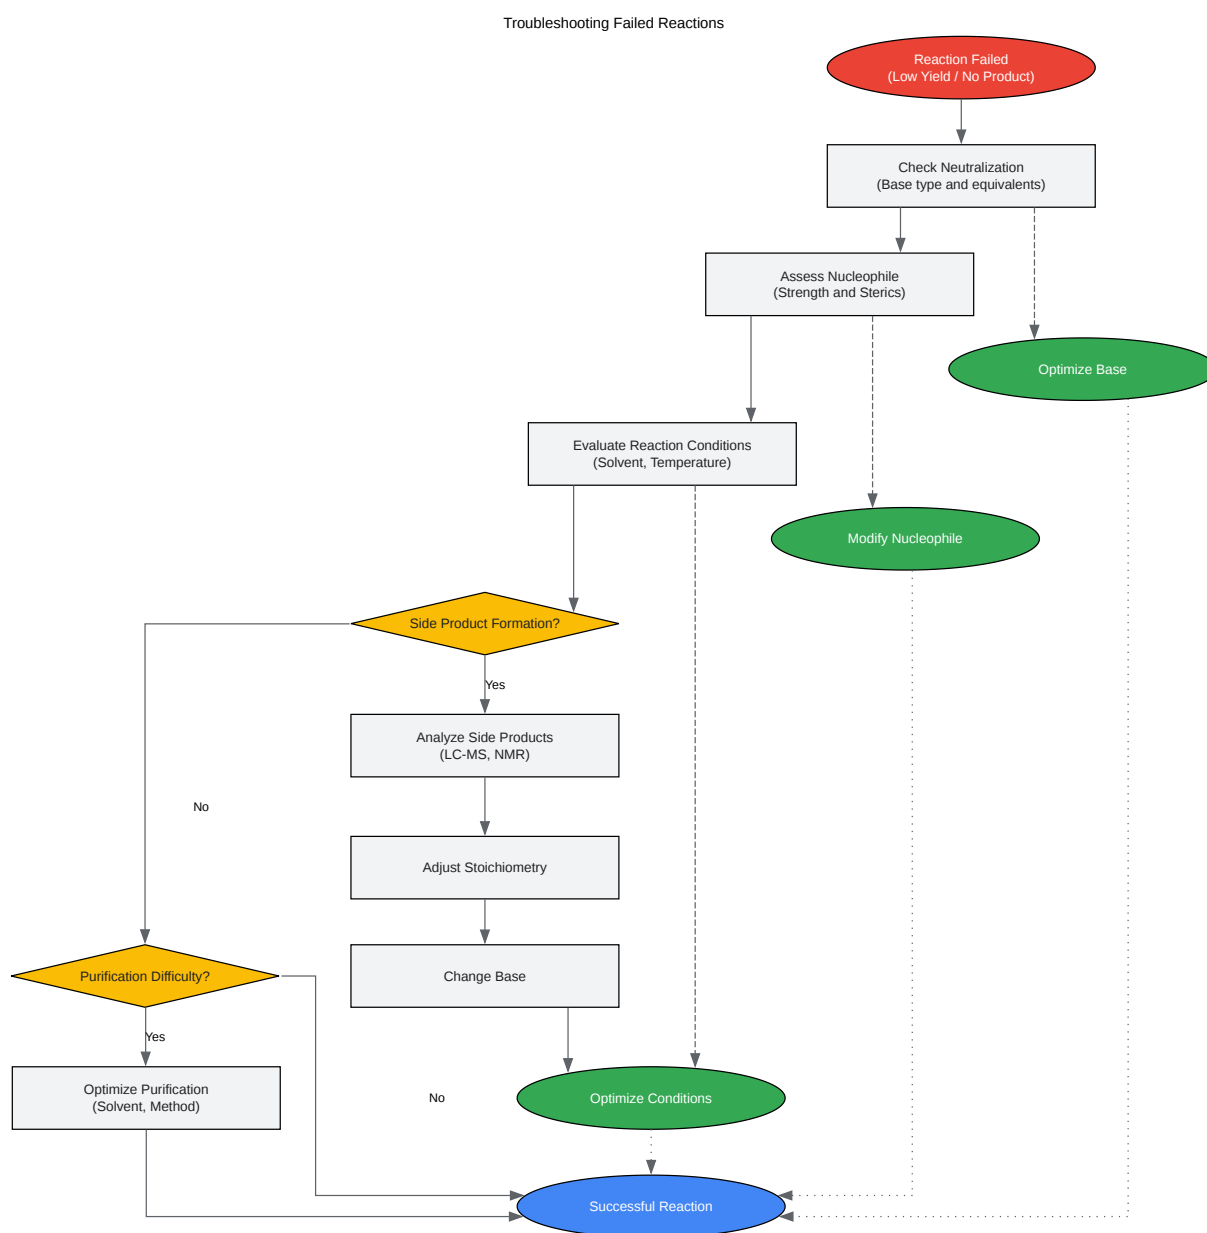 Troubleshooting Failed Reactions
Reaction Failed
(Low Yield / No Product)
Check Neutralization
(Base type and equivalents)
Assess Nucleophile
(Strength and Sterics)
Optimize Base
Evaluate Reaction Conditions
(Solvent, Temperature)
Modify Nucleophile
Side Product Formation?
Yes
Analyze Side Products
(LC-MS, NMR)
No
Adjust Stoichiometry
Purification Difficulty?
Change Base
Yes
Optimize Purification
(Solvent, Method)
No
Optimize Conditions
Successful Reaction